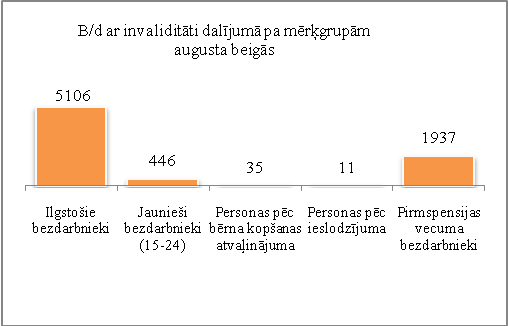 B/d ar invaliditāti dalījumā pa mērķgrupām
augusta beigās
5106
446
35
11
1937
Ilgstošie
bezdarbnieki
Jaunieši
bezdarbnieki
(15-24)
Personas pēc
bērna kopšanas
atvaļinājuma
Personas pēc
ieslodzījuma
Pirmspensijas
vecuma
bezdarbnieki